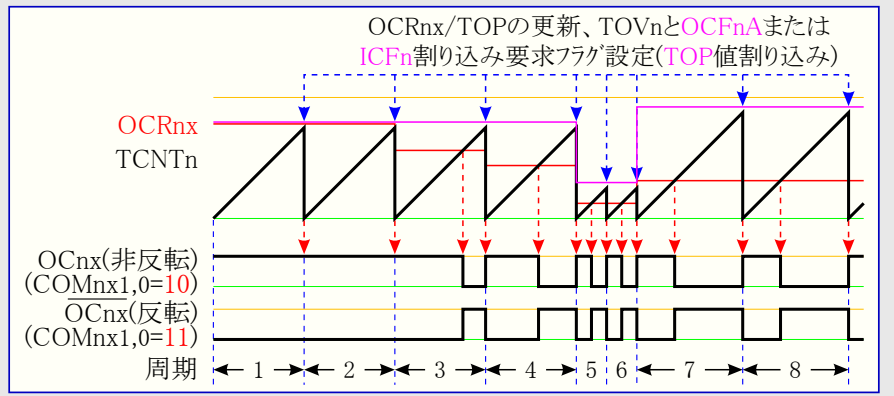 OCRnx/TOPの更新、TOVnとOCFnAまたは
ICFn割り込み要求フラグ設定(TOP値割り込み)
OCRnx
TCNTn
OCnx(非反転)
(COMnx1,0=10)
OCnx(反転)
(COMnx1,0=11)
周期 1 2 3 4 5 6 7 8